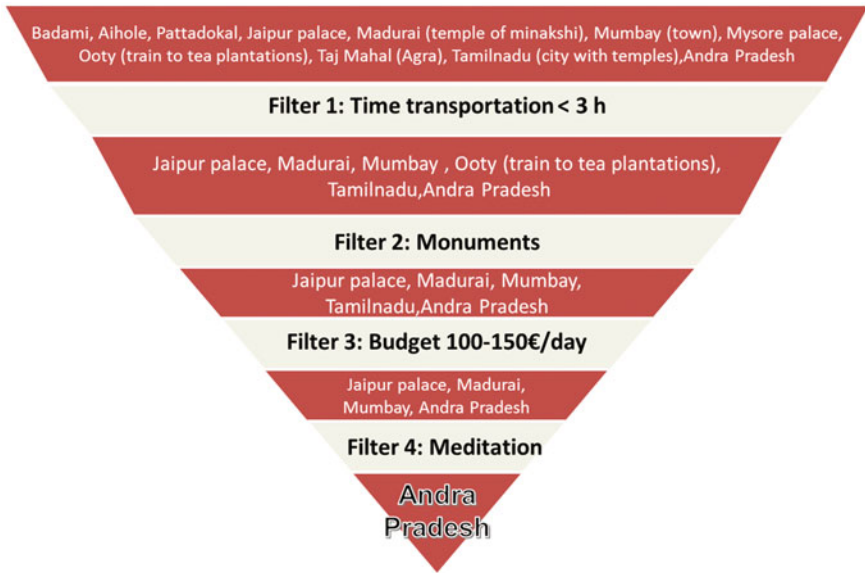 Badami, Aihole, Pattadokal, Jaipur palace, Madurai (temple of minakshi), Mumbay (town), Mysore palace,
Ooty (train to tea plantations), Taj Mahal (Agra), Tamilnadu (city with temples),Andra Pradesh
Filter 1: Time transportation < 3 h
Jaipur palace, Madurai, Mumbay , Ooty (train to tea plantations),
Tamilnadu,Andra Pradesh
Filter 2: Monuments
Jaipur palace, Madurai, Mumbay,
Tamilnadu,Andra Pradesh
Filter 3: Budget 100-150€/day
Jaipur palace, Madurai,
Mumbay, Andra Pradesh
Filter 4: Meditation
Andra
Pradesh